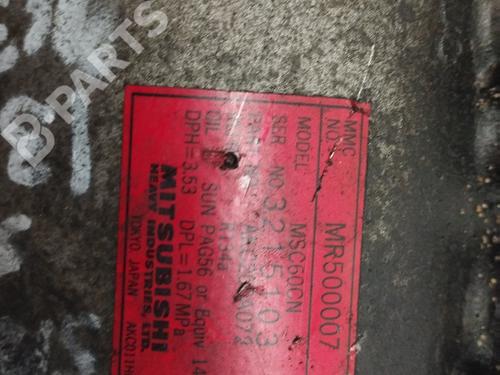 B-PARTS
MMC NO. MR500007
MODEL MSC60CN
SER NO. 3215103
R134a
OIL SUN PAG56 or Equiv 14
DPH=3.53 DPL=1.67MPa
MITSUBISHI
HEAVY INDUSTRIES, LTD.
TOKYO JAPAN AKC011H